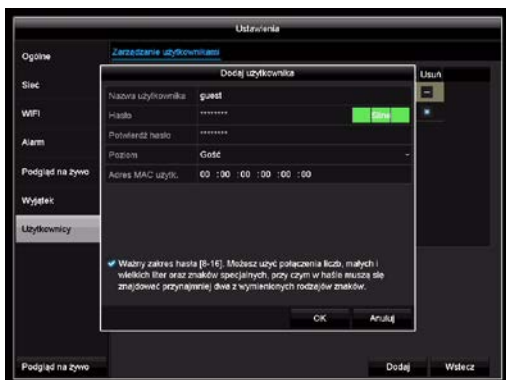 Ustawienia
Ogólne
Sieć
WIFI
Alarm
Podgląd na żywo
Wyjątek
Użytkownicy
Zarządzanie użytkownikami
Usuń
Dodaj użytkownika
Nazwa użytkownika guest
Hasło ******** Silne
Potwierdź hasło ********
Poziom Gość
Adres MAC użytk. 00 :00 :00 :00 :00 :00
Ważny zakres hasła [8-16]. Możesz użyć połączenia liczb, małych i
wielkich liter oraz znaków specjalnych, przy czym w haśle muszą się
znajdować przynajmniej dwa z wymienionych rodzajów znaków.
OK Anuluj
Podgląd na żywo Dodaj Wstecz